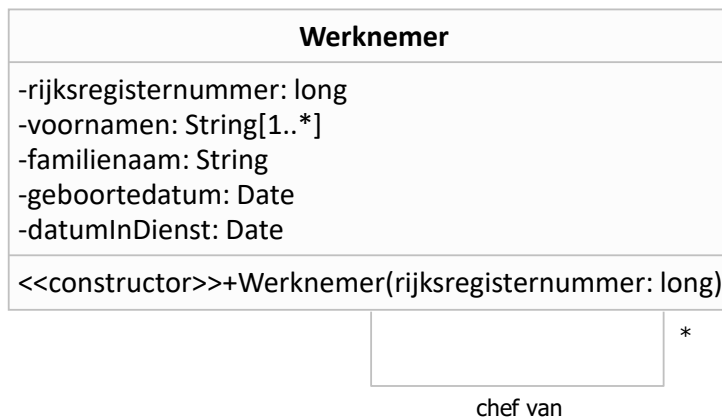 Werknemer
-rijksregisternummer: long
-voornamen: String[1..*]
-familienaam: String
-geboortedatum: Date
-datumInDienst: Date
<<constructor>>+Werknemer(rijksregisternummer: long)
*
chef van